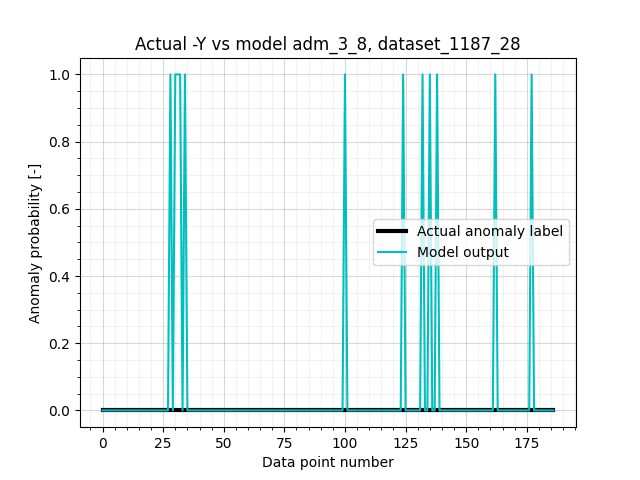 Actual -Y vs model adm_3_8, dataset_1187_28
1.0
0.8
0.6
0.4
0.2
0.0
Anomaly probability [-]
Actual anomaly label
Model output
0 25 50 75 100 125 150 175
Data point number